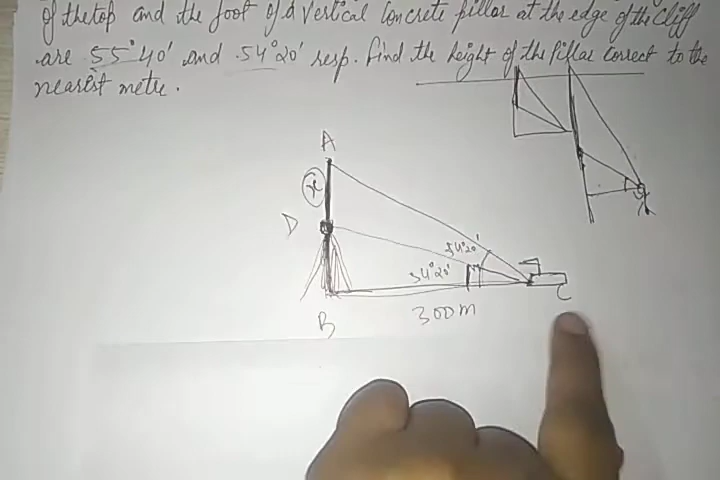 of the top and the foot of a vertical Concrete pillar at the edge of the Cliff
are 55°40' and 54°20' resp. find the height of the Pillar Correct to the
nearest metre.
A
x
D
54°20'
54°20'
B
300m
C